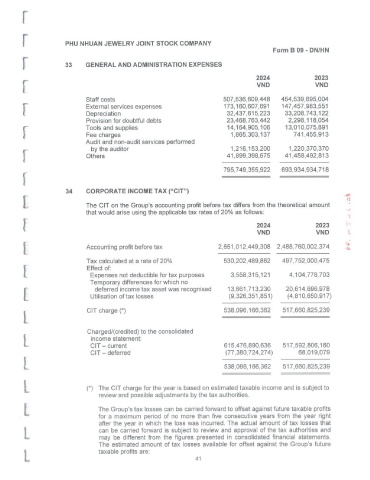 PHU NHUAN JEWELRY JOINT STOCK COMPANY
Form B 09 - DN/HN
33 GENERAL AND ADMINISTRATION EXPENSES
2024 2023
VND VND
Staff costs 507,536,609,448 454,539,695,004
External services expenses 173,180,607,891 147,457,983,551
Depreciation 32,437,615,223 33,208,743,122
Provision for doubtful debts 23,468,763,442 2,298,118,054
Tools and supplies 14,164,905,106 13,010,075,891
Fee charges 1,865,303,137 741,455,913
Audit and non-audit services performed
by the auditor 1,216,153,200 1,220,370,370
Others 41,899,398,675 41,458,492,813
795,749,355,922 693,934,934,718
34 CORPORATE INCOME TAX ("CIT")
The CIT on the Group's accounting profit before tax differs from the theoretical amount
that would arise using the applicable tax rates of 20% as follows:
2024 2023
VND VND
Accounting profit before tax 2,651,012,449,308 2,488,760,002,374
Tax calculated at a rate of 20% 530,202,489,862 497,752,000,475
Effect of:
Expenses not deductible for tax purposes 3,558,315,121 4,104,778,703
Temporary differences for which no
deferred income tax asset was recognised 13,661,713,230 20,614,696,978
Utilisation of tax losses (9,326,351,851) (4,810,650,917)
CIT charge (*) 538,096,166,362 517,660,825,239
Charged/(credited) to the consolidated
income statement:
CIT – current 615,476,890,636 517,592,806,160
CIT – deferred (77,380,724,274) 68,019,079
538,096,166,362 517,660,825,239
(*) The CIT charge for the year is based on estimated taxable income and is subject to
review and possible adjustments by the tax authorities.
The Group's tax losses can be carried forward to offset against future taxable profits
for a maximum period of no more than five consecutive years from the year right
after the year in which the loss was incurred. The actual amount of tax losses that
can be carried forward is subject to review and approval of the tax authorities and
may be different from the figures presented in consolidated financial statements.
The estimated amount of tax losses available for offset against the Group's future
taxable profits are:
41